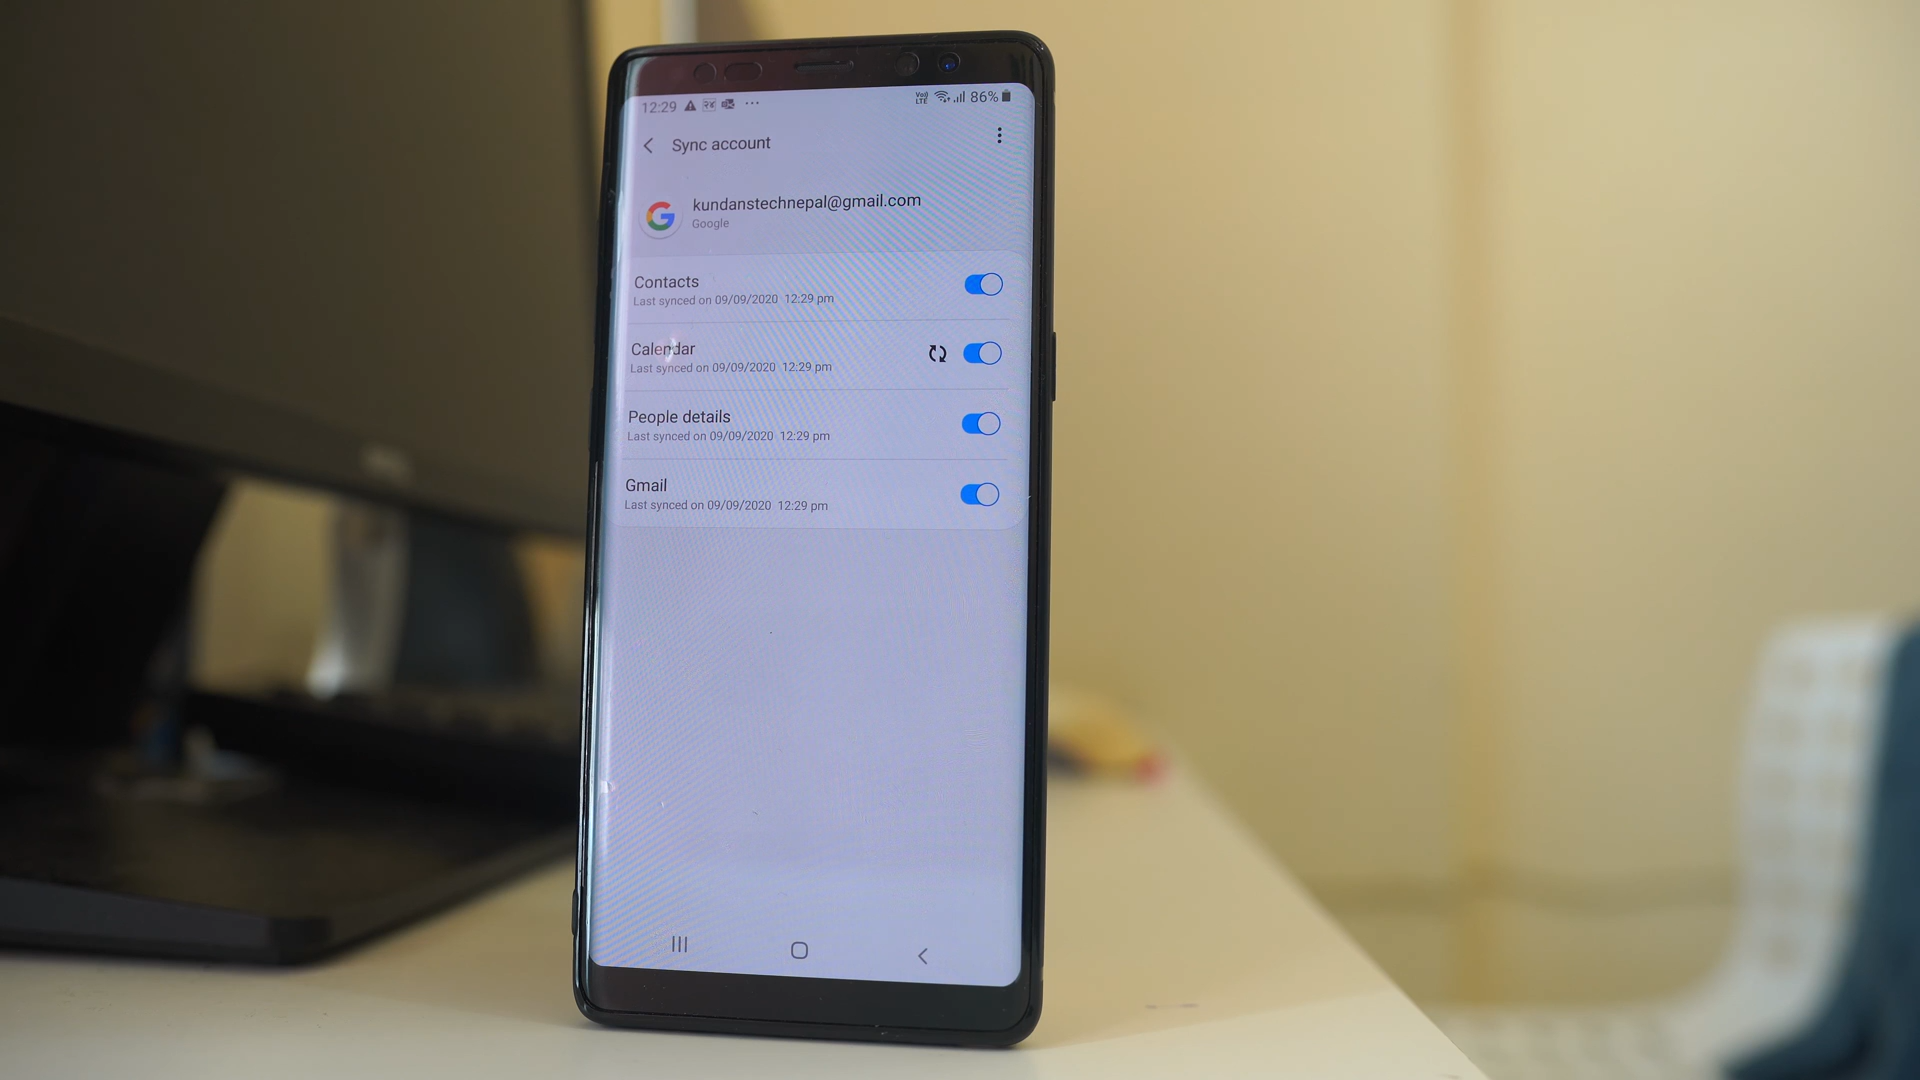 12:29 २४ VoLTE 86%
Sync account
kundanstechnepal@gmail.com
Google
Contacts
Last synced on 09/09/2020 12:29 pm
Calendar
Last synced on 09/09/2020 12:29 pm
People details
Last synced on 09/09/2020 12:29 pm
Gmail
Last synced on 09/09/2020 12:29 pm